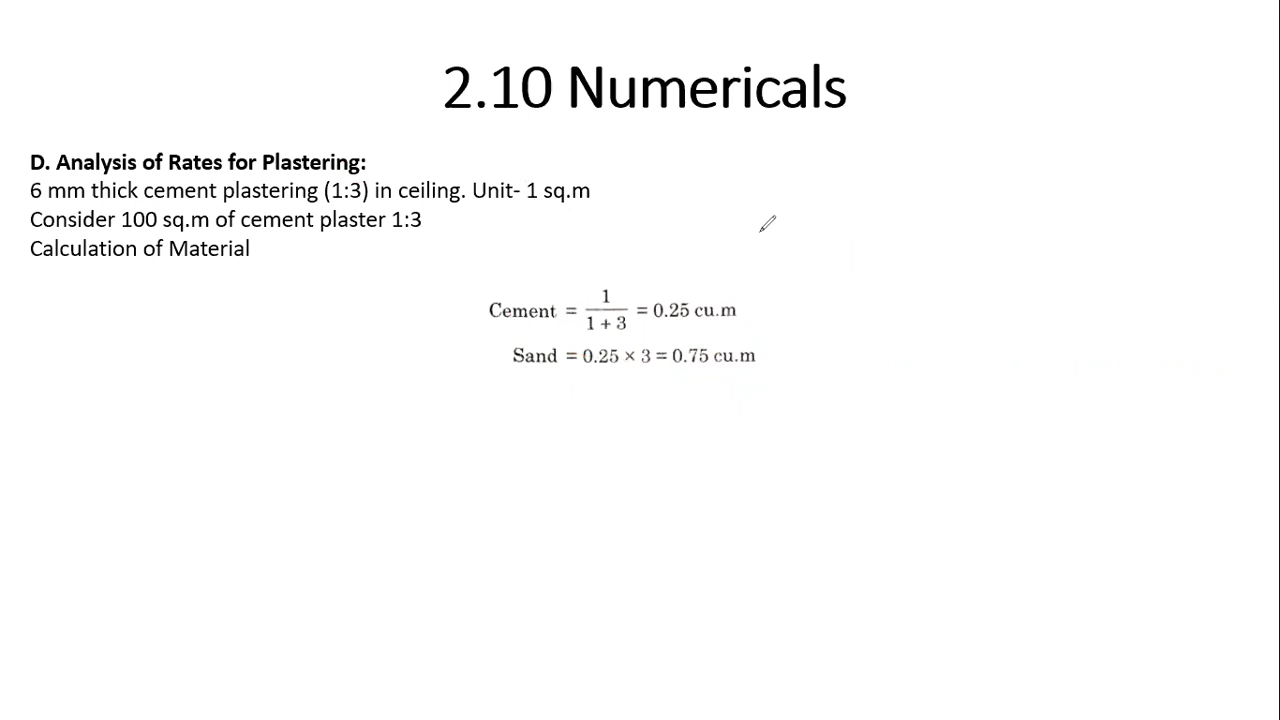 2.10 Numericals
D. Analysis of Rates for Plastering:
6 mm thick cement plastering (1:3) in ceiling. Unit- 1 sq.m
Consider 100 sq.m of cement plaster 1:3
Calculation of Material
Cement = 1/(1 + 3) = 0.25 cu.m
Sand = 0.25 × 3 = 0.75 cu.m